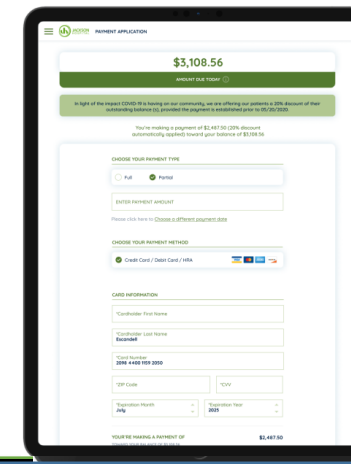 JACKSON PAYMENT APPLICATION
$3,108.56
AMOUNT DUE TODAY
In light of the impact COVID-19 is having on our community, we are offering our patients a 20% discount of their
outstanding balance (s), provided the payment is established prior to 05/20/2020.
You're making a payment of $2,487.50 (20% discount
automatically applied) toward your balance of $3,108.56
CHOOSE YOUR PAYMENT TYPE
Full Partial
ENTER PAYMENT AMOUNT
Please click here to Choose a different payment date
CHOOSE YOUR PAYMENT METHOD
Credit Card / Debit Card / HRA
CARD INFORMATION
*Cardholder First Name
*Cardholder Last Name
Escandell
*Card Number
2098 4400 1159 2050
*ZIP Code *CVV
*Expiration Month *Expiration Year
July 2025
YOU'RE MAKING A PAYMENT OF $2,487.50